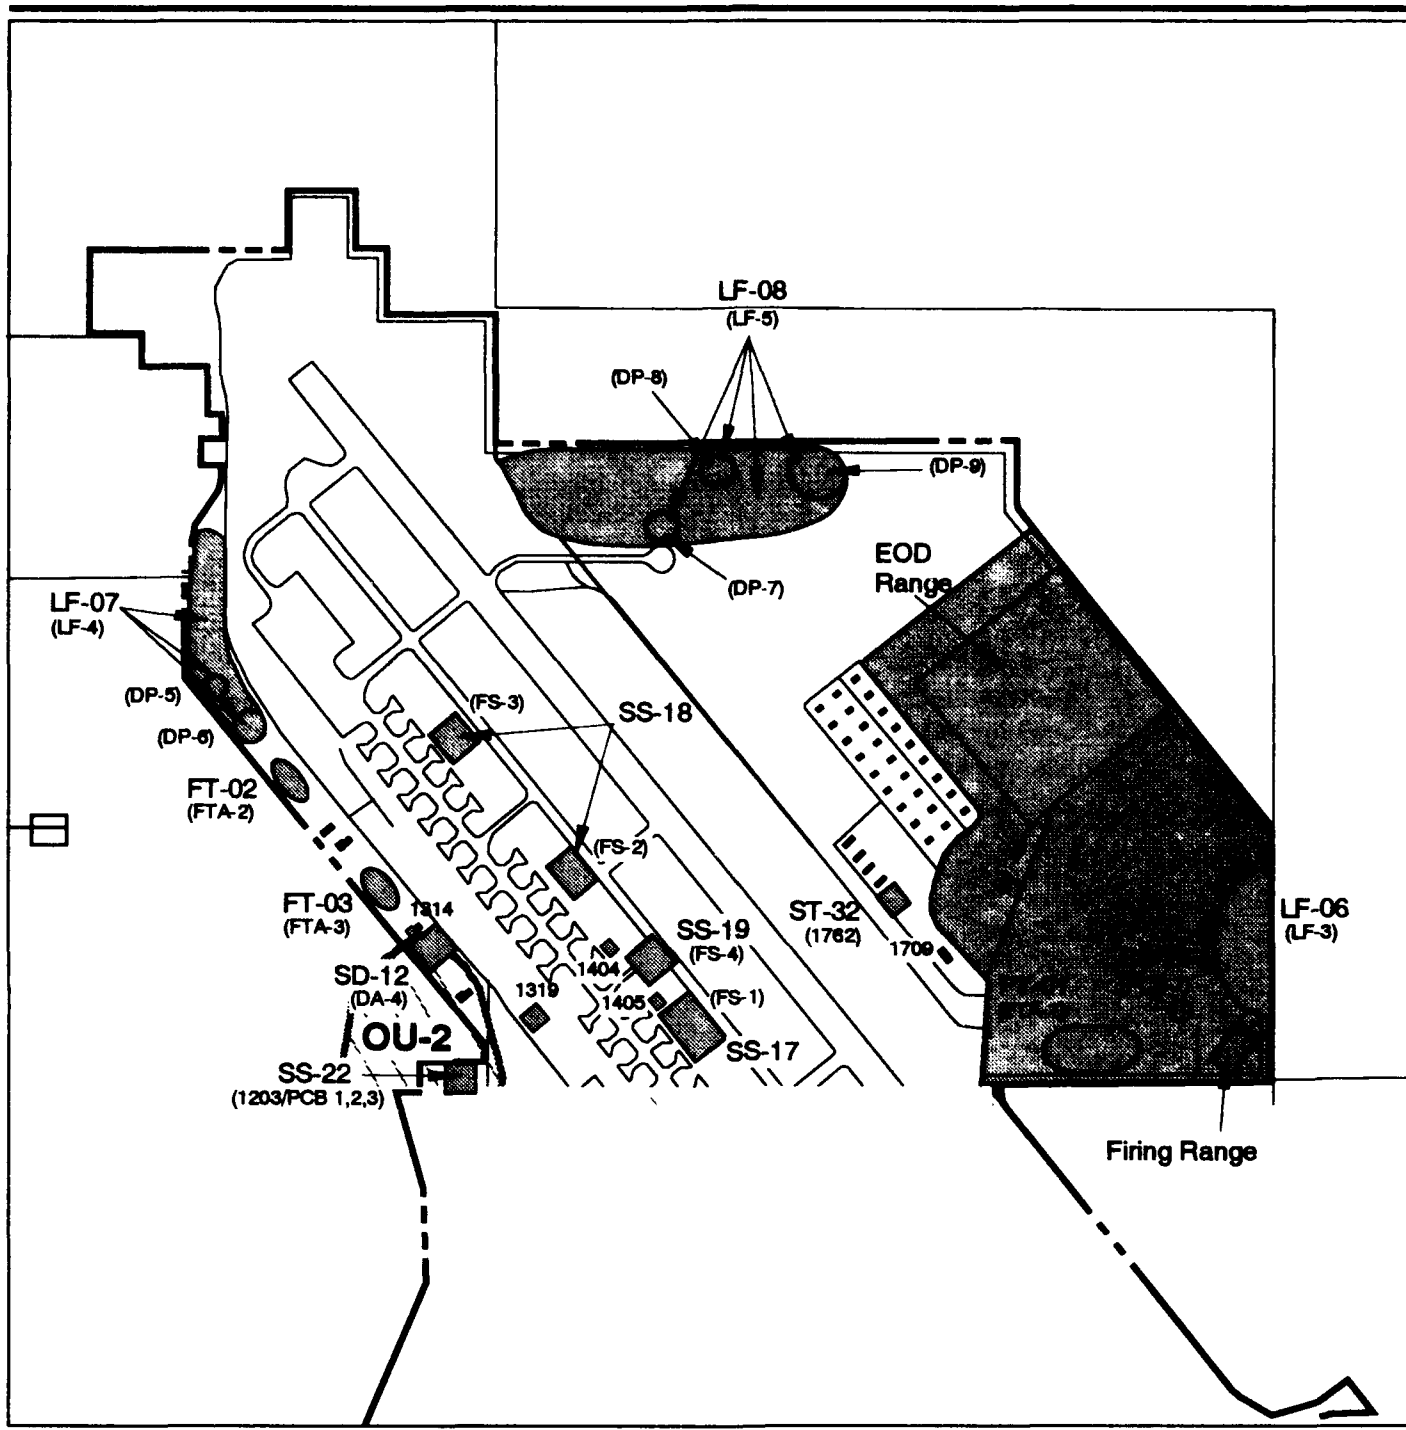 LF-08
(LF-5)
(DP-8)
(DP-9)
EOD
Range
(DP-7)
LF-07
(LF-4)
(DP-5)
(DP-6)
(FS-3)
SS-18
FT-02
(FTA-2)
(FS-2)
FT-03
(FTA-3)
1314
ST-32
(1762)
1709
LF-06
(LF-3)
SS-19
(FS-4)
1404
SD-12
(DA-4)
1319
1405
(FS-1)
OU-2
SS-17
SS-22
(1203/PCB 1,2,3)
Firing Range